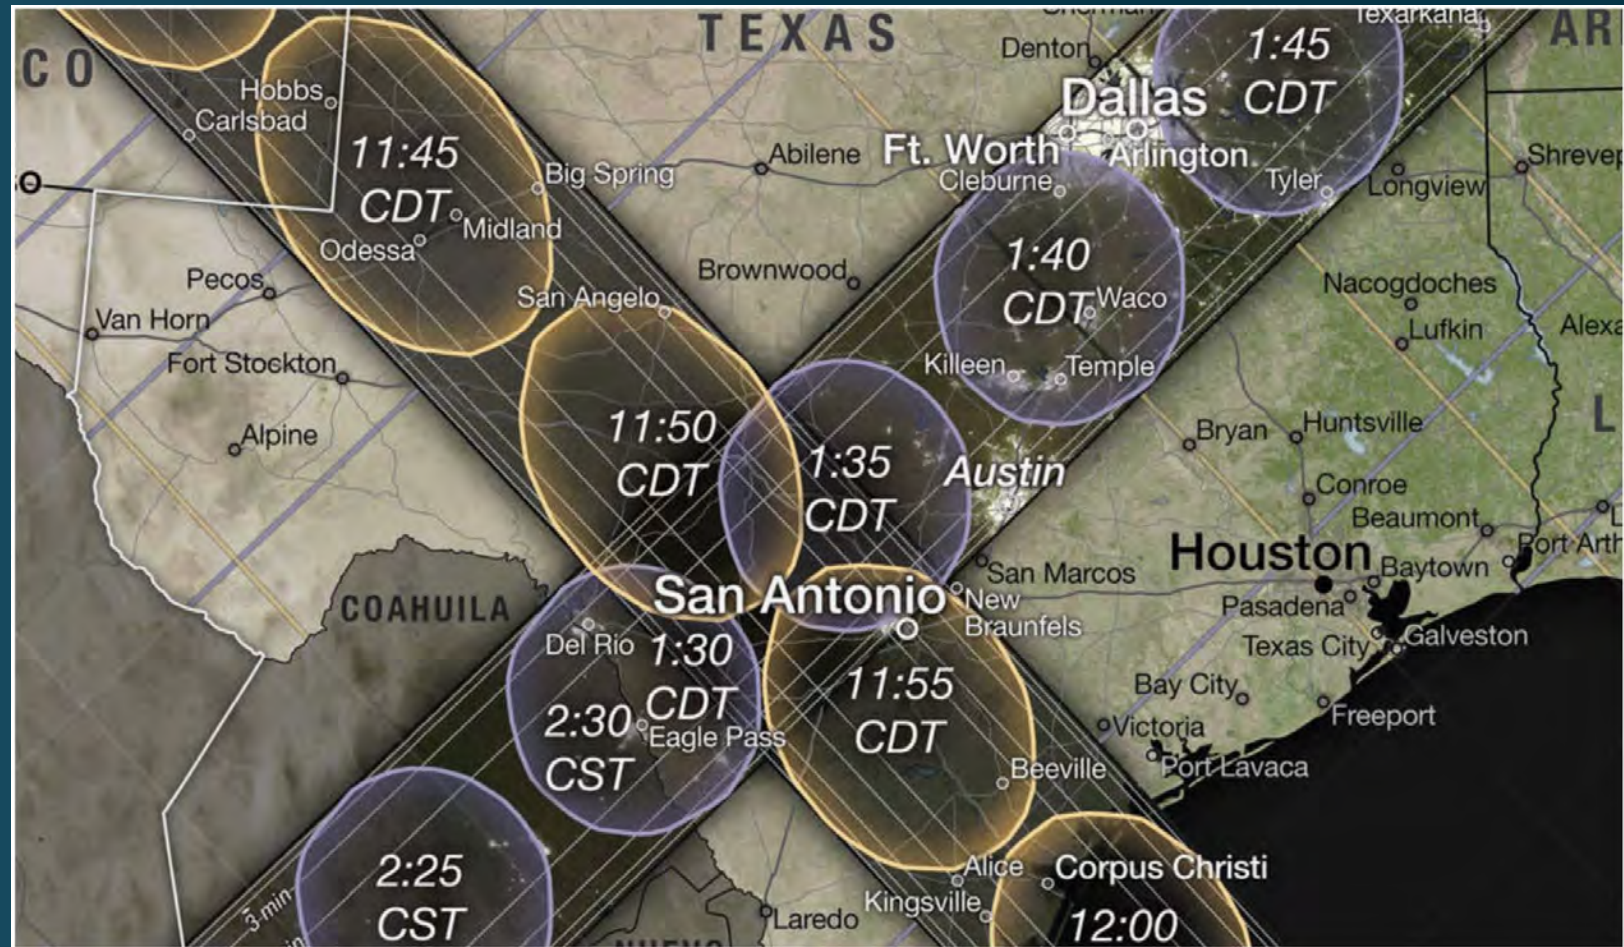 TEXAS
Denton
Texarkana
AR
CO
1:45
CDT
Hobbs
Carlsbad
Dallas
11:45
CDT
Abilene
Ft. Worth
Arlington
Big Spring
Cleburne
Tyler
Longview
Midland
Odessa
Pecos
1:40
CDT
Brownwood
Waco
San Angelo
Nacogdoches
Van Horn
Lufkin
Fort Stockton
Killeen
Temple
Alpine
11:50
CDT
1:35
CDT
Austin
Bryan
Huntsville
L
Conroe
Beaumont
Houston
San Marcos
Baytown
COAHUILA
San Antonio
New
Braunfels
Pasadena
Texas City
Galveston
Del Rio
1:30
CDT
2:30
CST
Eagle Pass
11:55
CDT
Bay City
Freeport
Victoria
Port Lavaca
Beeville
2:25
CST
3-min
Alice
Corpus Christi
Kingsville
Laredo
12:00